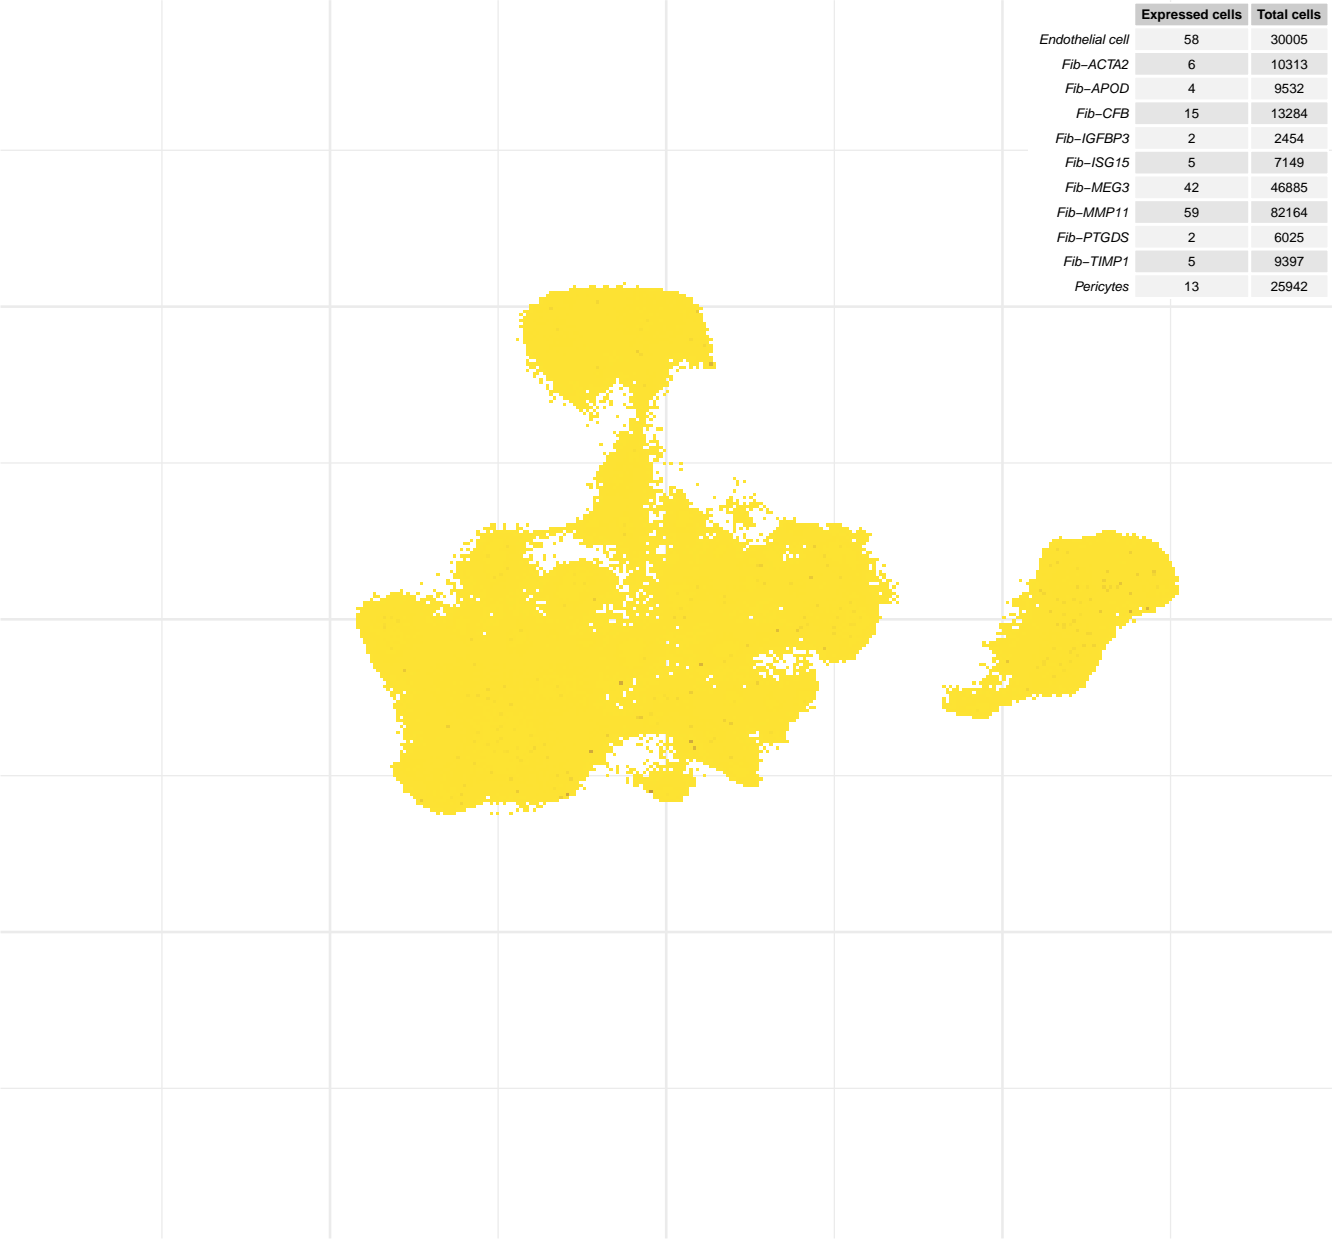 Expressed cells Total cells
Endothelial cell 58 30005
Fib−ACTA2 6 10313
Fib−APOD 4 9532
Fib−CFB 15 13284
Fib−IGFBP3 2 2454
Fib−ISG15 5 7149
Fib−MEG3 42 46885
Fib−MMP11 59 82164
Fib−PTGDS 2 6025
Fib−TIMP1 5 9397
Pericytes 13 25942